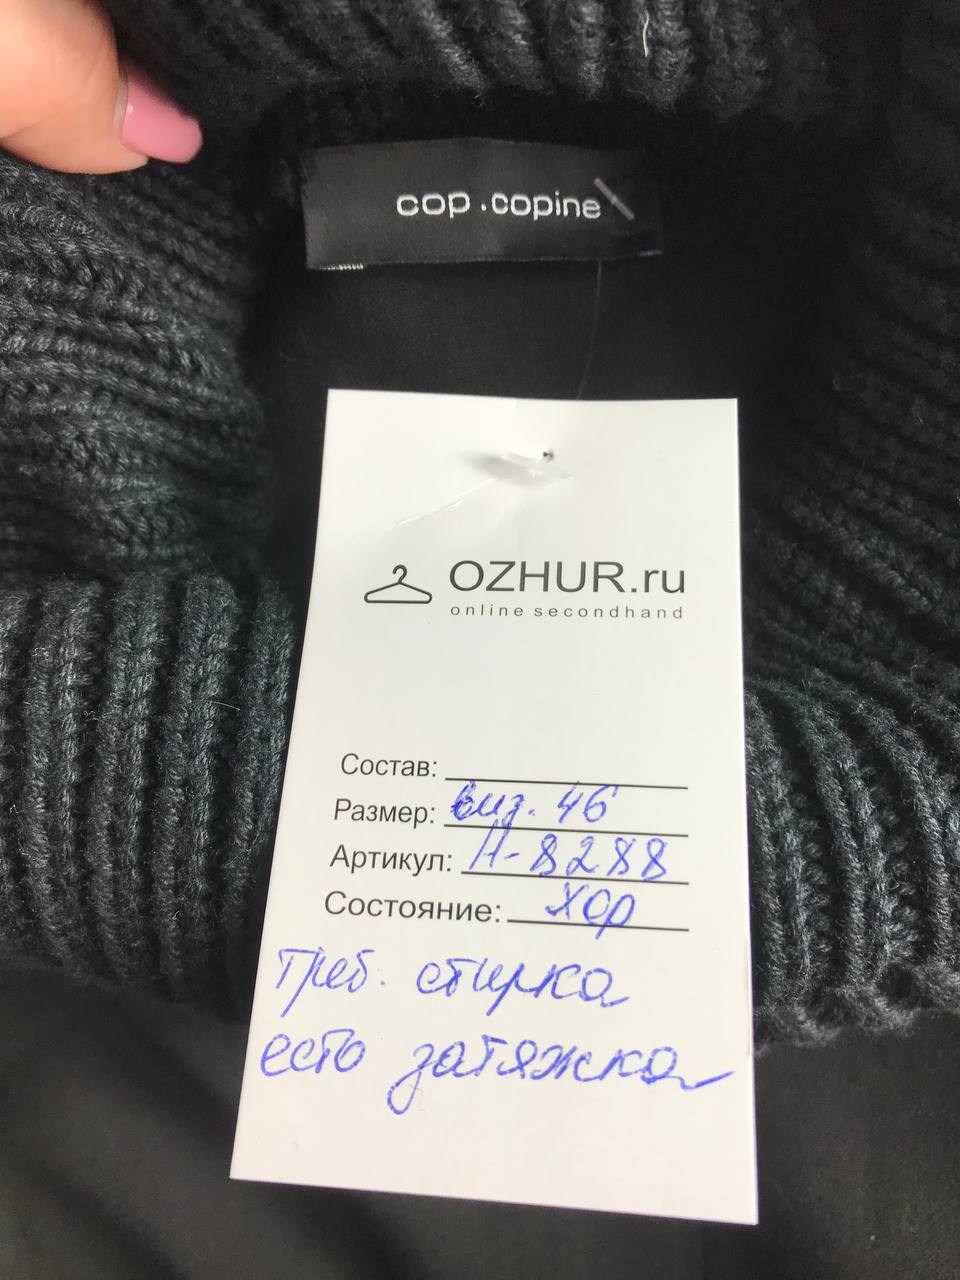 cop.copine
OZHUR.ru
online secondhand
Состав:
Размер: виз. 46
Артикул: Н-8288
Состояние: хор
треб. стирка
есть затяжка